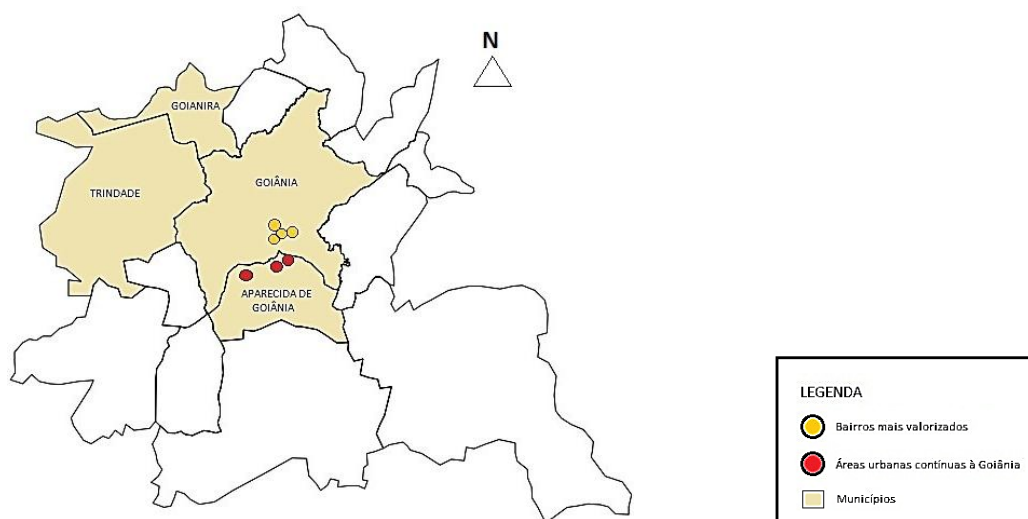 N
GOIANIRA
GOIÂNIA
TRINDADE
APARECIDA DE
GOIÂNIA
LEGENDA
Bairros mais valorizados
Áreas urbanas contínuas à Goiânia
Municípios